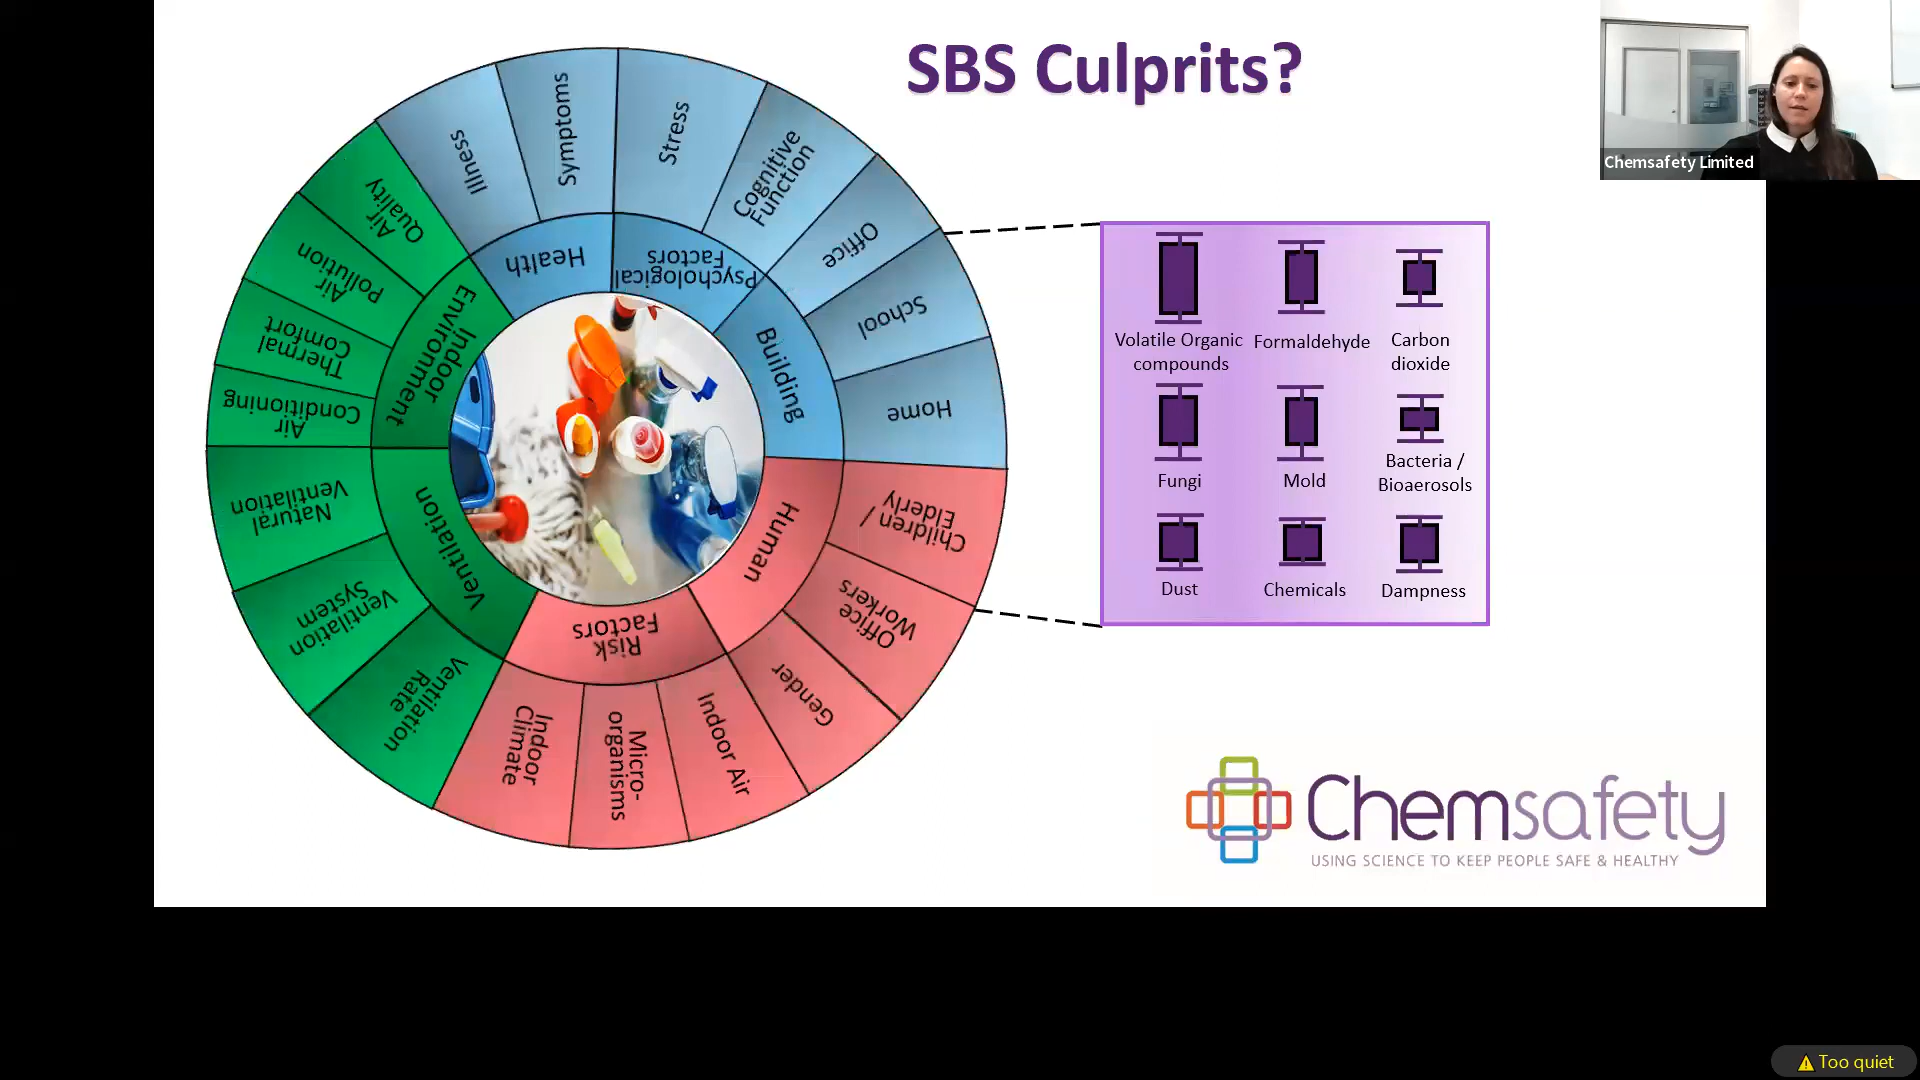 SBS Culprits?
Chemsafety Limited
Illness
Symptoms
Stress
Cognitive
Function
Office
School
Home
Children /
Elderly
Office
Workers
Gender
Indoor Air
Micro-
organisms
Indoor
Climate
Ventilation
Rate
Ventilation
System
Natural
Ventilation
Air
Conditioning
Thermal
Comfort
Air
Pollution
Air
Quality
Health
Psychological
Factors
Building
Human
Risk
Factors
Ventilation
Indoor
Environment
Volatile Organic
compounds
Formaldehyde
Carbon
dioxide
Fungi
Mold
Bacteria /
Bioaerosols
Dust
Chemicals
Dampness
Chemsafety
USING SCIENCE TO KEEP PEOPLE SAFE & HEALTHY
Too quiet